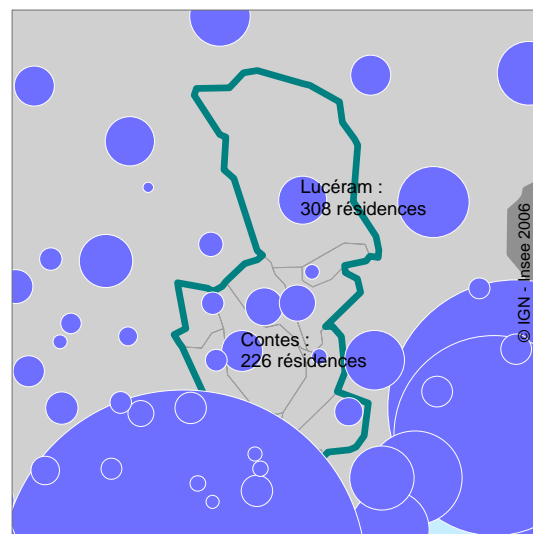 Lucéram :
308 résidences
Contes :
226 résidences
© IGN - Insee 2006